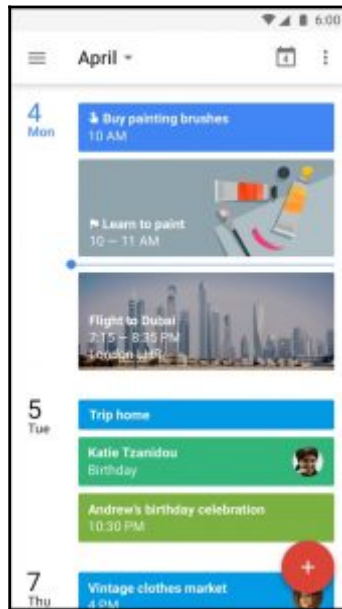 6:00
April
4
4
Mon
Buy painting brushes
10 AM
Learn to paint
10 – 11 AM
Flight to Dubai
7:15 – 8:35 PM
London LHR
5
Tue
Trip home
Katie Tzanidou
Birthday
Andrew's birthday celebration
10:30 PM
7
Thu
Vintage clothes market
4 PM